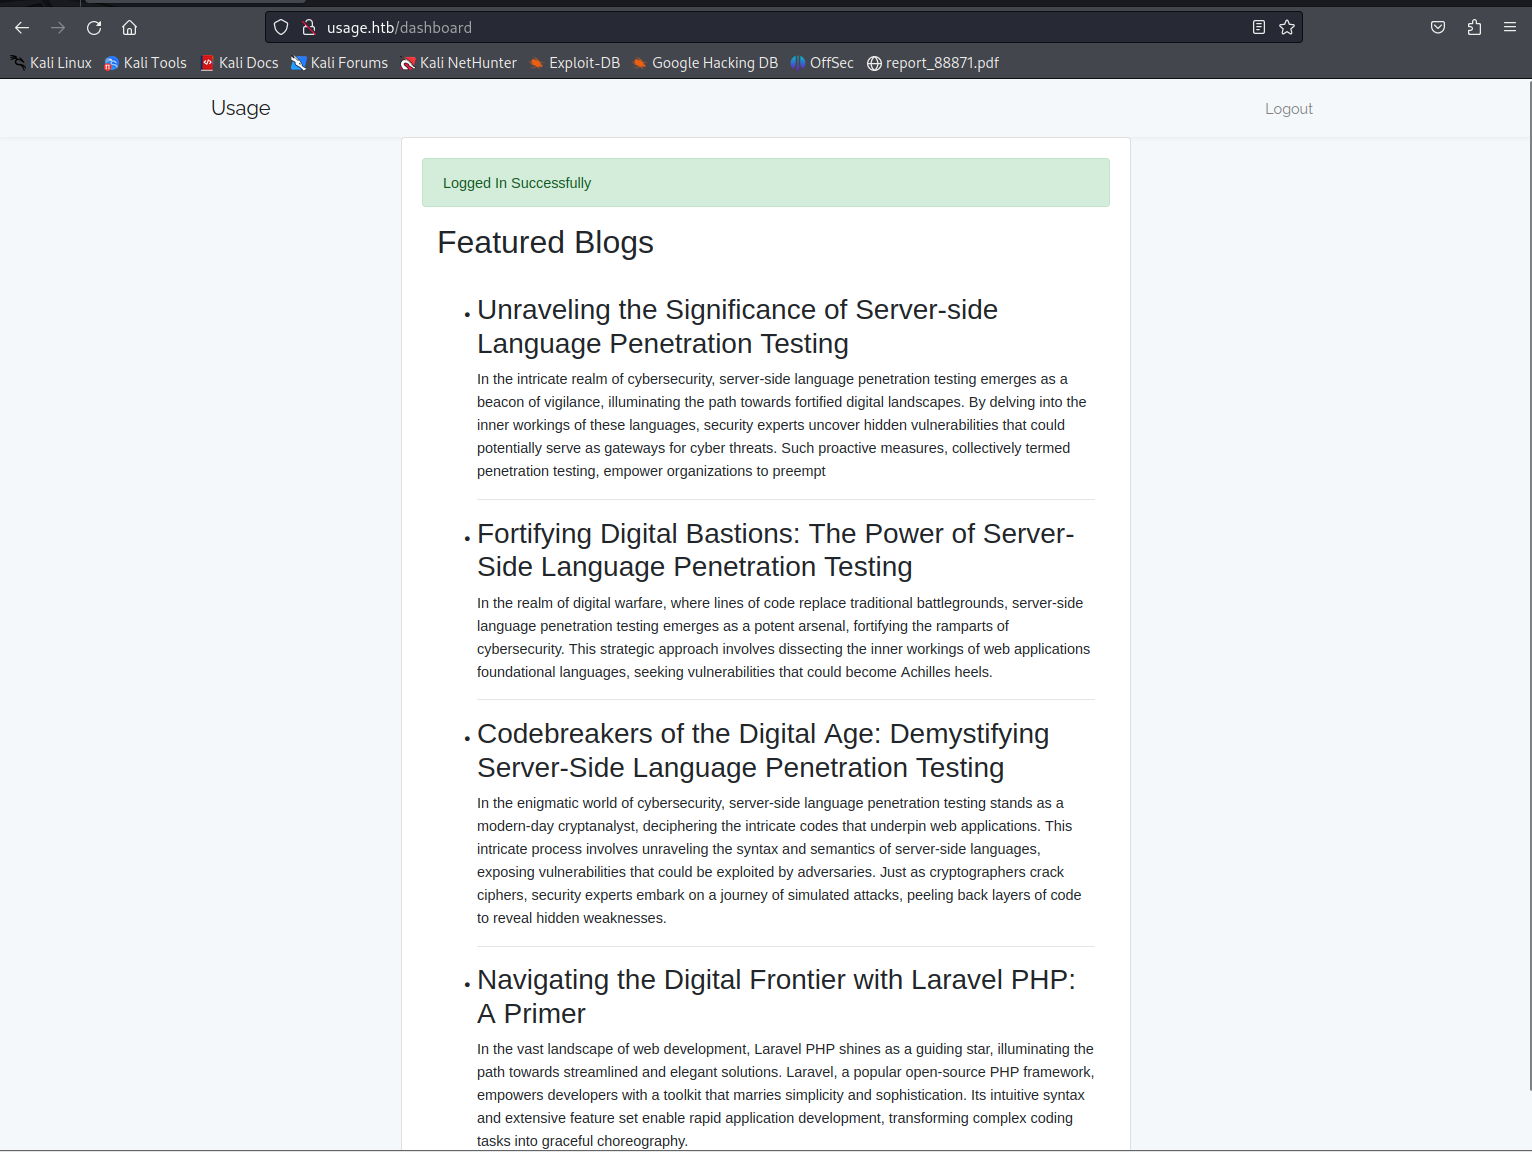 usage.htb/dashboard
Kali Linux Kali Tools Kali Docs Kali Forums Kali NetHunter Exploit-DB Google Hacking DB OffSec report_88871.pdf
Usage Logout
Logged In Successfully
Featured Blogs
• Unraveling the Significance of Server-side
Language Penetration Testing
In the intricate realm of cybersecurity, server-side language penetration testing emerges as a
beacon of vigilance, illuminating the path towards fortified digital landscapes. By delving into the
inner workings of these languages, security experts uncover hidden vulnerabilities that could
potentially serve as gateways for cyber threats. Such proactive measures, collectively termed
penetration testing, empower organizations to preempt
• Fortifying Digital Bastions: The Power of Server-
Side Language Penetration Testing
In the realm of digital warfare, where lines of code replace traditional battlegrounds, server-side
language penetration testing emerges as a potent arsenal, fortifying the ramparts of
cybersecurity. This strategic approach involves dissecting the inner workings of web applications
foundational languages, seeking vulnerabilities that could become Achilles heels.
• Codebreakers of the Digital Age: Demystifying
Server-Side Language Penetration Testing
In the enigmatic world of cybersecurity, server-side language penetration testing stands as a
modern-day cryptanalyst, deciphering the intricate codes that underpin web applications. This
intricate process involves unraveling the syntax and semantics of server-side languages,
exposing vulnerabilities that could be exploited by adversaries. Just as cryptographers crack
ciphers, security experts embark on a journey of simulated attacks, peeling back layers of code
to reveal hidden weaknesses.
• Navigating the Digital Frontier with Laravel PHP:
A Primer
In the vast landscape of web development, Laravel PHP shines as a guiding star, illuminating the
path towards streamlined and elegant solutions. Laravel, a popular open-source PHP framework,
empowers developers with a toolkit that marries simplicity and sophistication. Its intuitive syntax
and extensive feature set enable rapid application development, transforming complex coding
tasks into graceful choreography.